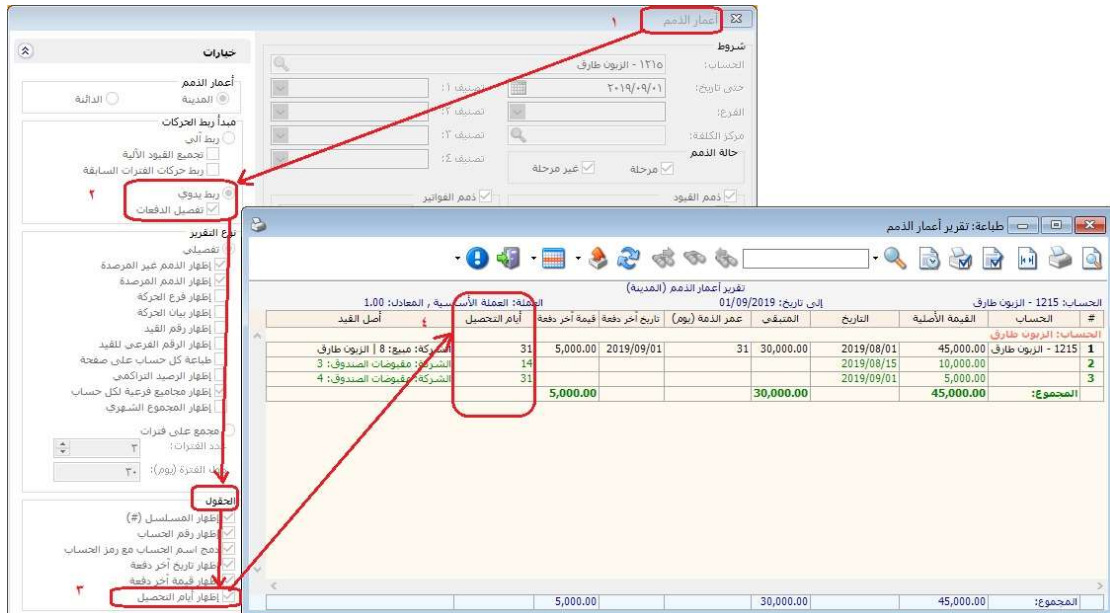 أعمار الذمم
١
خيارات
أعمار الذمم
المدينة
الدائنة
مبدأ ربط الحركات
ربط آلي
تجميع القيود الآلية
ربط حركات الفترات السابقة
ربط يدوي
٢
تفصيل الدفعات
نوع التقرير
تفصيلي
إظهار الذمم غير المرصدة
إظهار الذمم المرصدة
إظهار فرع الحركة
إظهار بيان الحركة
إظهار رقم القيد
إظهار الرقم الفرعي للقيد
طباعة كل حساب على صفحة
إظهار الرصيد التراكمي
إظهار مجاميع فرعية لكل حساب
إظهار المجموع الشهري
مجمع على فترات
عدد الفترات: ٣
طول الفترة (يوم): ٣٠
الحقول
إظهار المسلسل (#)
إظهار رقم الحساب
دمج اسم الحساب مع رمز الحساب
إظهار تاريخ آخر دفعة
إظهار قيمة آخر دفعة
٣
إظهار أيام التحصيل
شروط
الحساب: ١٢١٥ - الزبون طارق
حتى تاريخ: ٢٠١٩/٠٩/٠١ تصنيف ١:
الفرع: تصنيف ٢:
مركز الكلفة: تصنيف ٣:
حالة الذمم تصنيف ٤:
مرحلة غير مرحلة
ذمم القيود ذمم الفواتير
طباعة: تقرير أعمار الذمم
تقرير أعمار الذمم (المدينة)
الحساب: 1215 - الزبون طارق إلى تاريخ: 01/09/2019 العملة: العملة الأساسية , المعادل: 1.00
# الحساب القيمة الأصلية التاريخ المتبقي عمر الذمة (يوم) تاريخ آخر دفعة قيمة آخر دفعة أيام التحصيل ٤ أصل القيد
الحساب: الزبون طارق
1 1215 - الزبون طارق 45,000.00 2019/08/01 30,000.00 31 2019/09/01 5,000.00 31 الشركة: مبيع: 8 | الزبون طارق
2 10,000.00 2019/08/15 14 الشركة: مقبوضات الصندوق: 3
3 5,000.00 2019/09/01 31 الشركة: مقبوضات الصندوق: 4
المجموع: 45,000.00 30,000.00 5,000.00
المجموع: 45,000.00 30,000.00 5,000.00